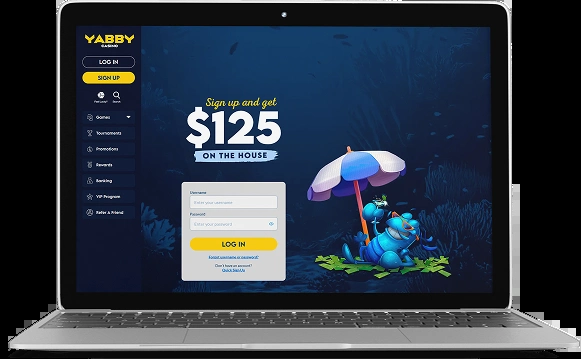 YABBY
CASINO
LOG IN
SIGN UP
Search
Games
Tournaments
Promotions
Rewards
Banking
VIP Program
Refer A Friend
Sign up and get
$125
ON THE HOUSE
Username
Enter your username
Password
Enter your password
LOG IN
Forgot username or password?
Don't have an account?
Quick Sign Up